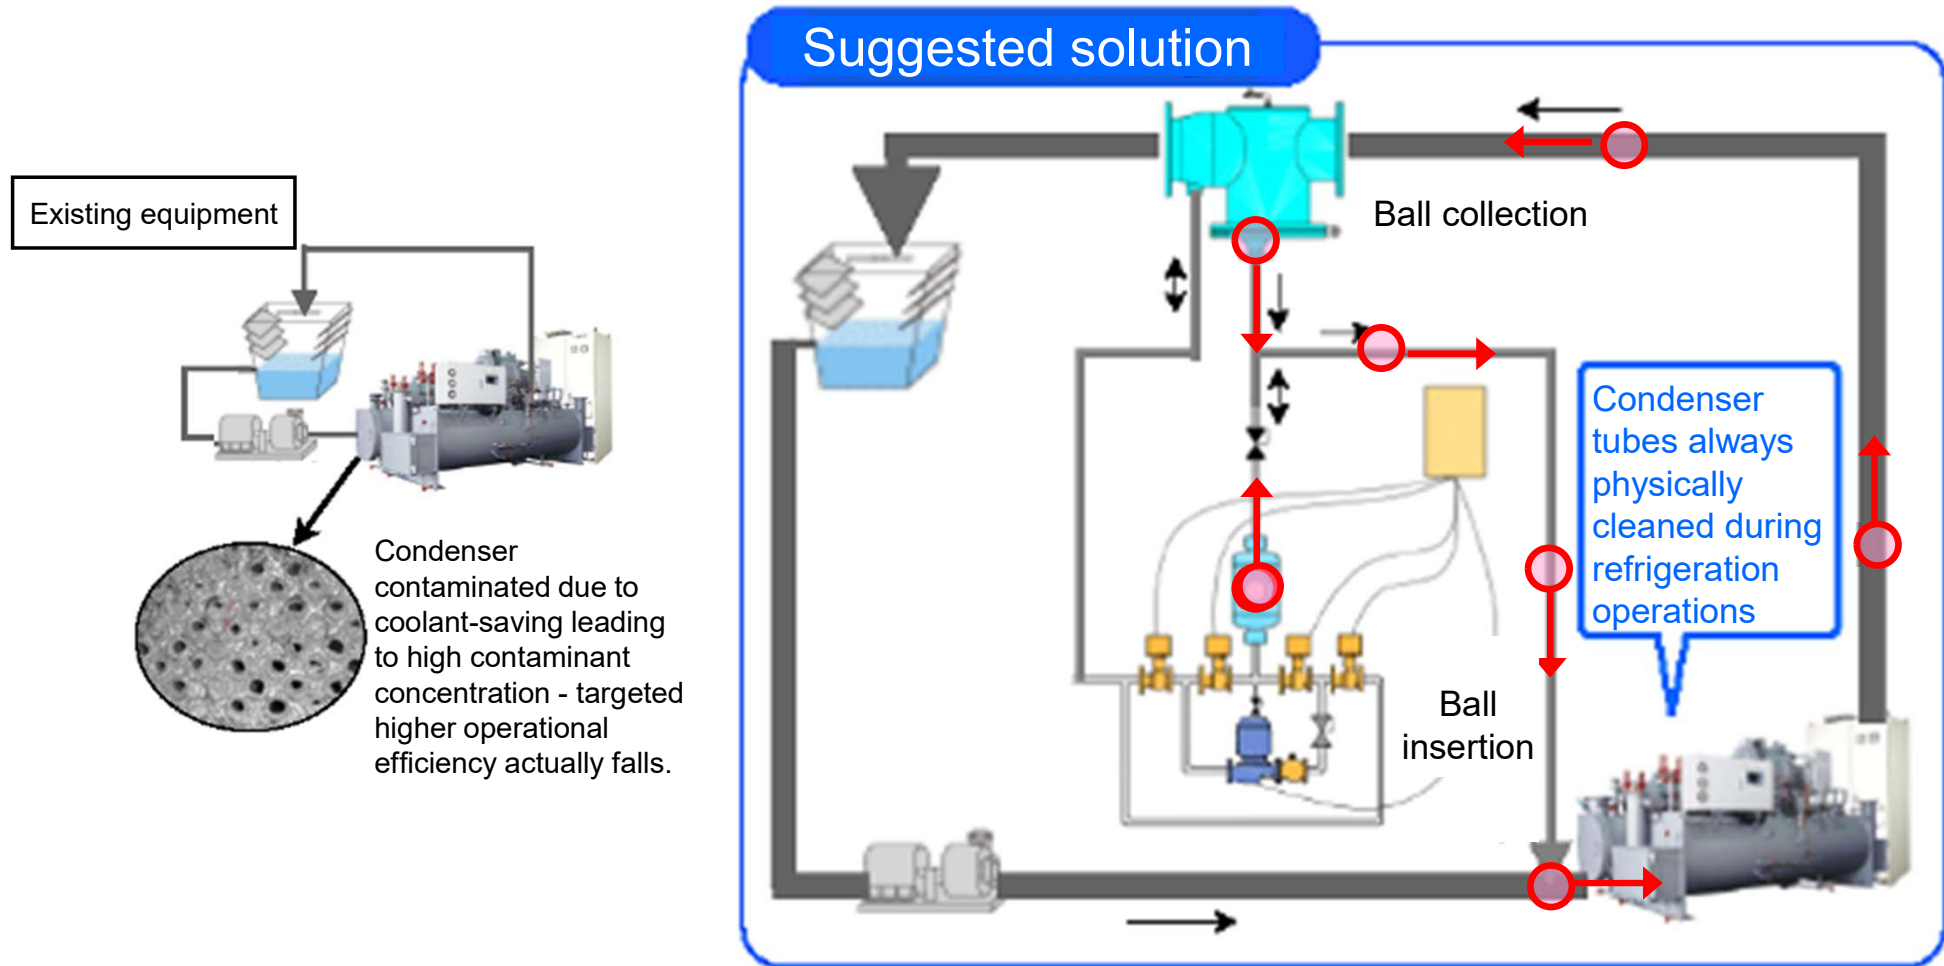 Suggested solution
Existing equipment
Ball collection
Condenser
tubes always
physically
cleaned during
refrigeration
operations
Condenser
contaminated due to
coolant-saving leading
to high contaminant
concentration - targeted
higher operational
efficiency actually falls.
Ball
insertion